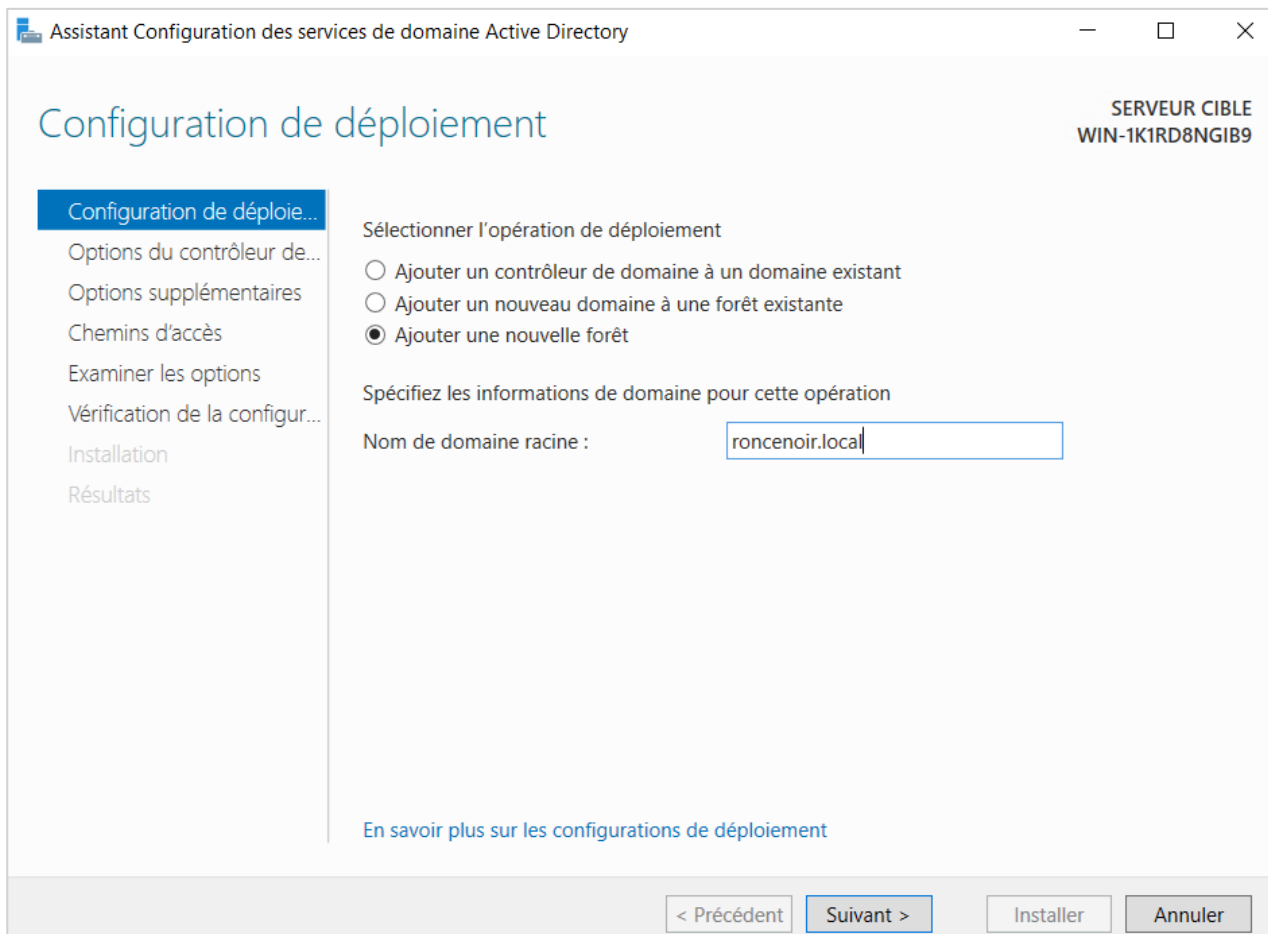 Assistant Configuration des services de domaine Active Directory
Configuration de déploiement
SERVEUR CIBLE
WIN-1K1RD8NGIB9
Configuration de déploie...
Options du contrôleur de...
Options supplémentaires
Chemins d’accès
Examiner les options
Vérification de la configur...
Installation
Résultats
Sélectionner l’opération de déploiement
Ajouter un contrôleur de domaine à un domaine existant
Ajouter un nouveau domaine à une forêt existante
Ajouter une nouvelle forêt
Spécifiez les informations de domaine pour cette opération
Nom de domaine racine : roncenoir.local
En savoir plus sur les configurations de déploiement
< Précédent Suivant > Installer Annuler